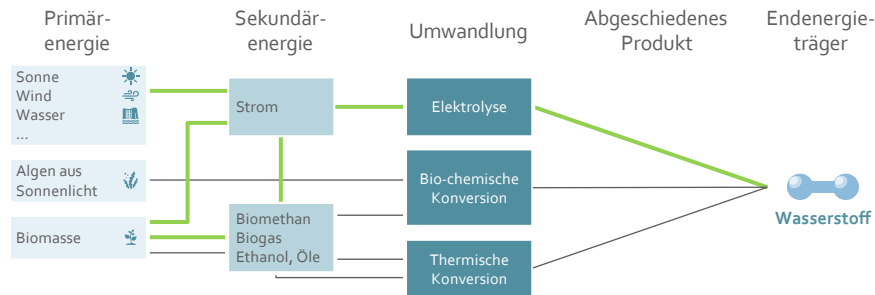 Primär-
energie
Sekundär-
energie
Umwandlung
Abgeschiedenes
Produkt
Endenergie-
träger
Sonne
Wind
Wasser
...
Strom
Elektrolyse
Algen aus
Sonnenlicht
Bio-chemische
Konversion
Wasserstoff
Biomasse
Biomethan
Biogas
Ethanol, Öle
Thermische
Konversion